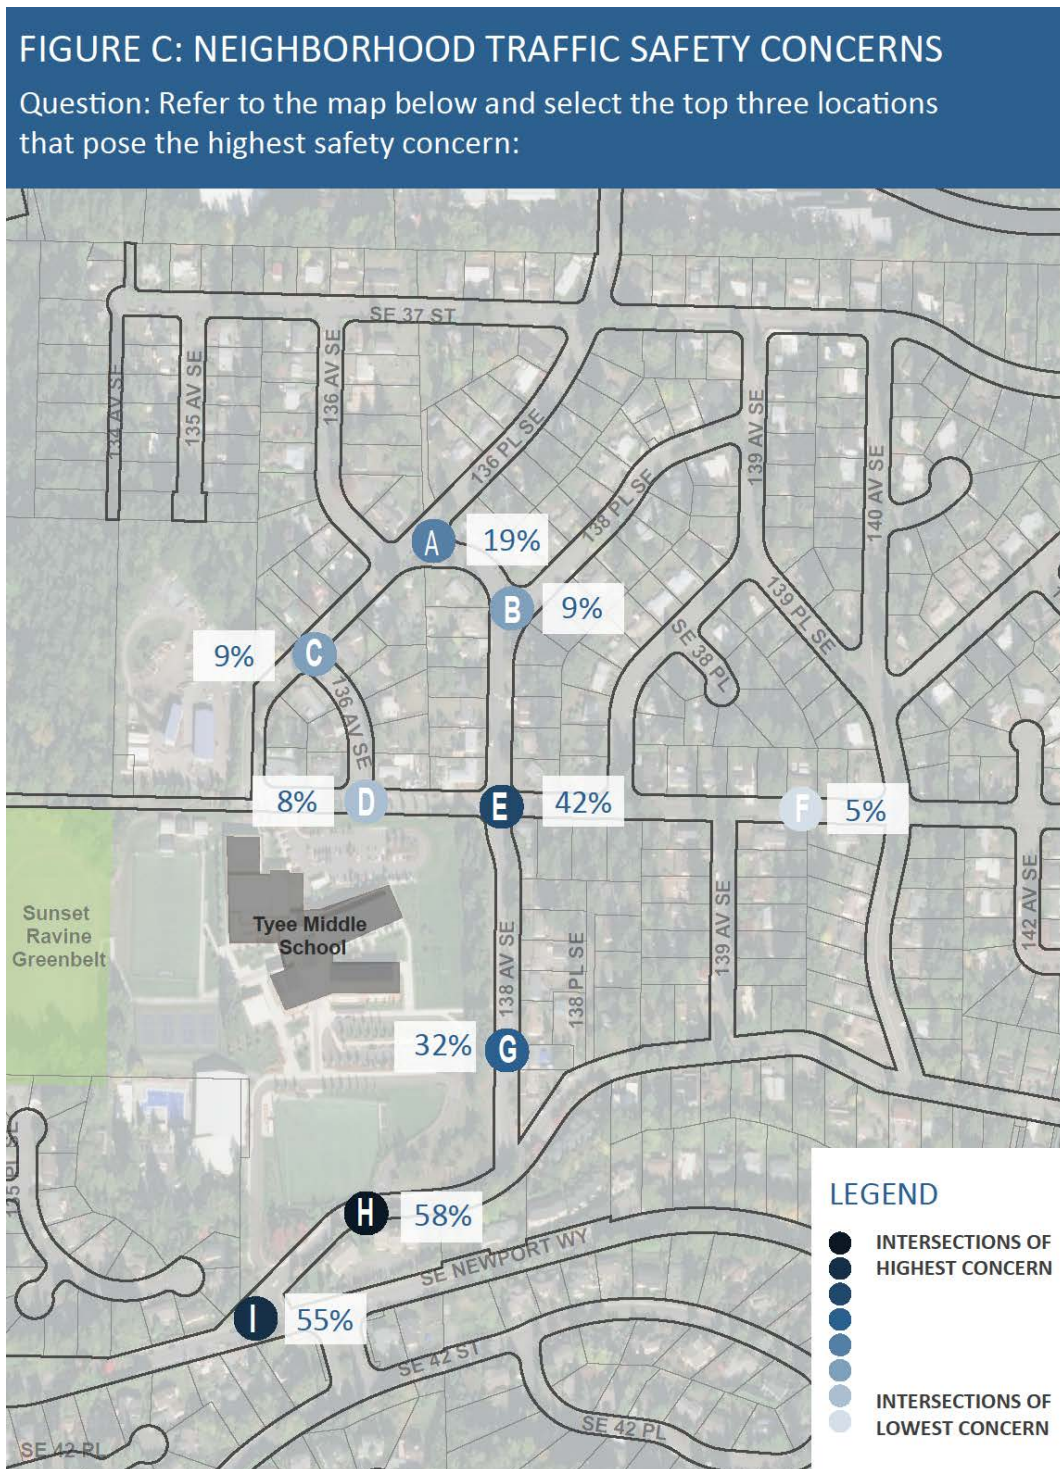 FIGURE C: NEIGHBORHOOD TRAFFIC SAFETY CONCERNS
Question: Refer to the map below and select the top three locations
that pose the highest safety concern:
SE 37 ST
134 AV SE
135 AV SE
136 AV SE
136 PL SE
138 PL SE
139 AV SE
140 AV SE
A
19%
B
9%
139 PL SE
SE 38 PL
9%
C
136 AV SE
8%
D
E
42%
F
5%
Sunset
Ravine
Greenbelt
Tyee Middle
School
138 AV SE
138 PL SE
139 AV SE
142 AV SE
32%
G
135 PL SE
H
58%
SE NEWPORT WY
I
55%
SE 42 ST
SE 42 PL
SE 42 PL
LEGEND
INTERSECTIONS OF
HIGHEST CONCERN
INTERSECTIONS OF
LOWEST CONCERN